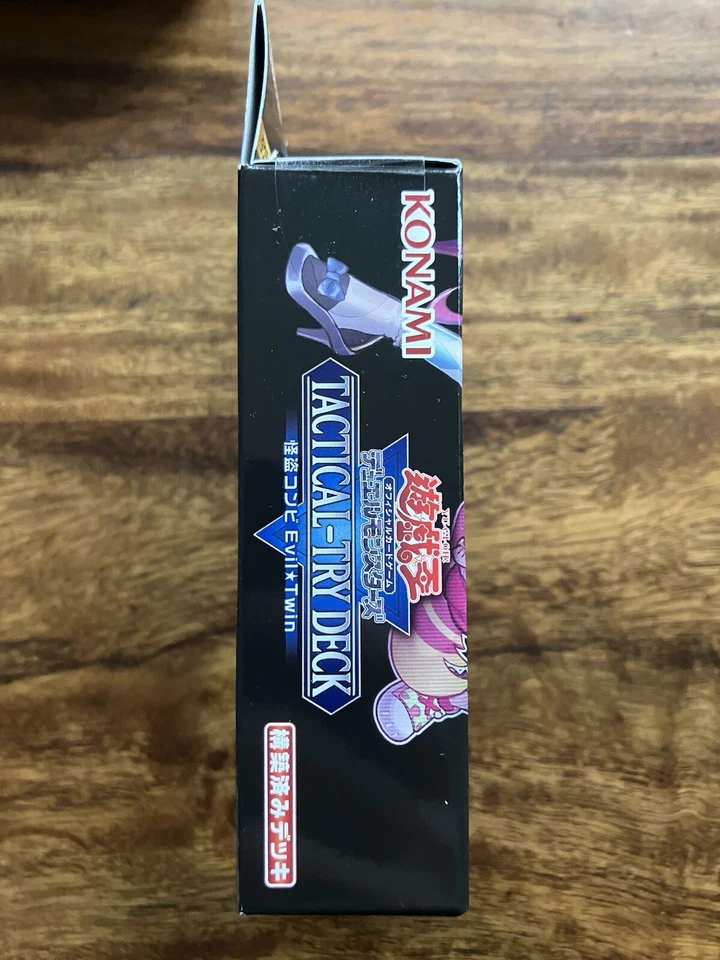 KONAMI
遊戯王
オフィシャルカードゲーム
デュエルモンスターズ
TACTICAL-TRY DECK
怪盗コンビ Evil★Twin
構築済みデッキ